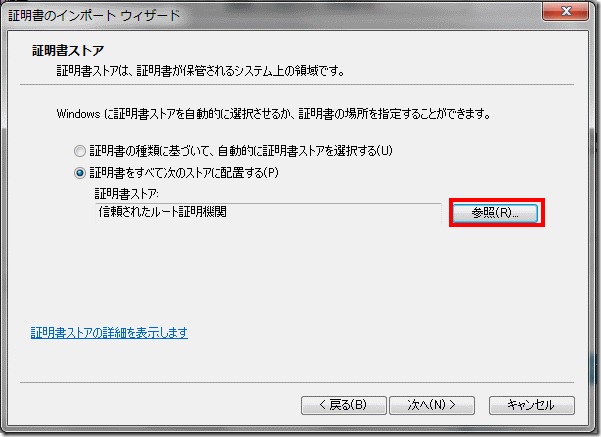 証明書のインポート ウィザード
証明書ストア
証明書ストアは、証明書が保管されるシステム上の領域です。
Windows に証明書ストアを自動的に選択させるか、証明書の場所を指定することができます。
証明書の種類に基づいて、自動的に証明書ストアを選択する(U)
証明書をすべて次のストアに配置する(P)
証明書ストア:
信頼されたルート証明機関
参照(R)...
証明書ストアの詳細を表示します
< 戻る(B)
次へ(N) >
キャンセル